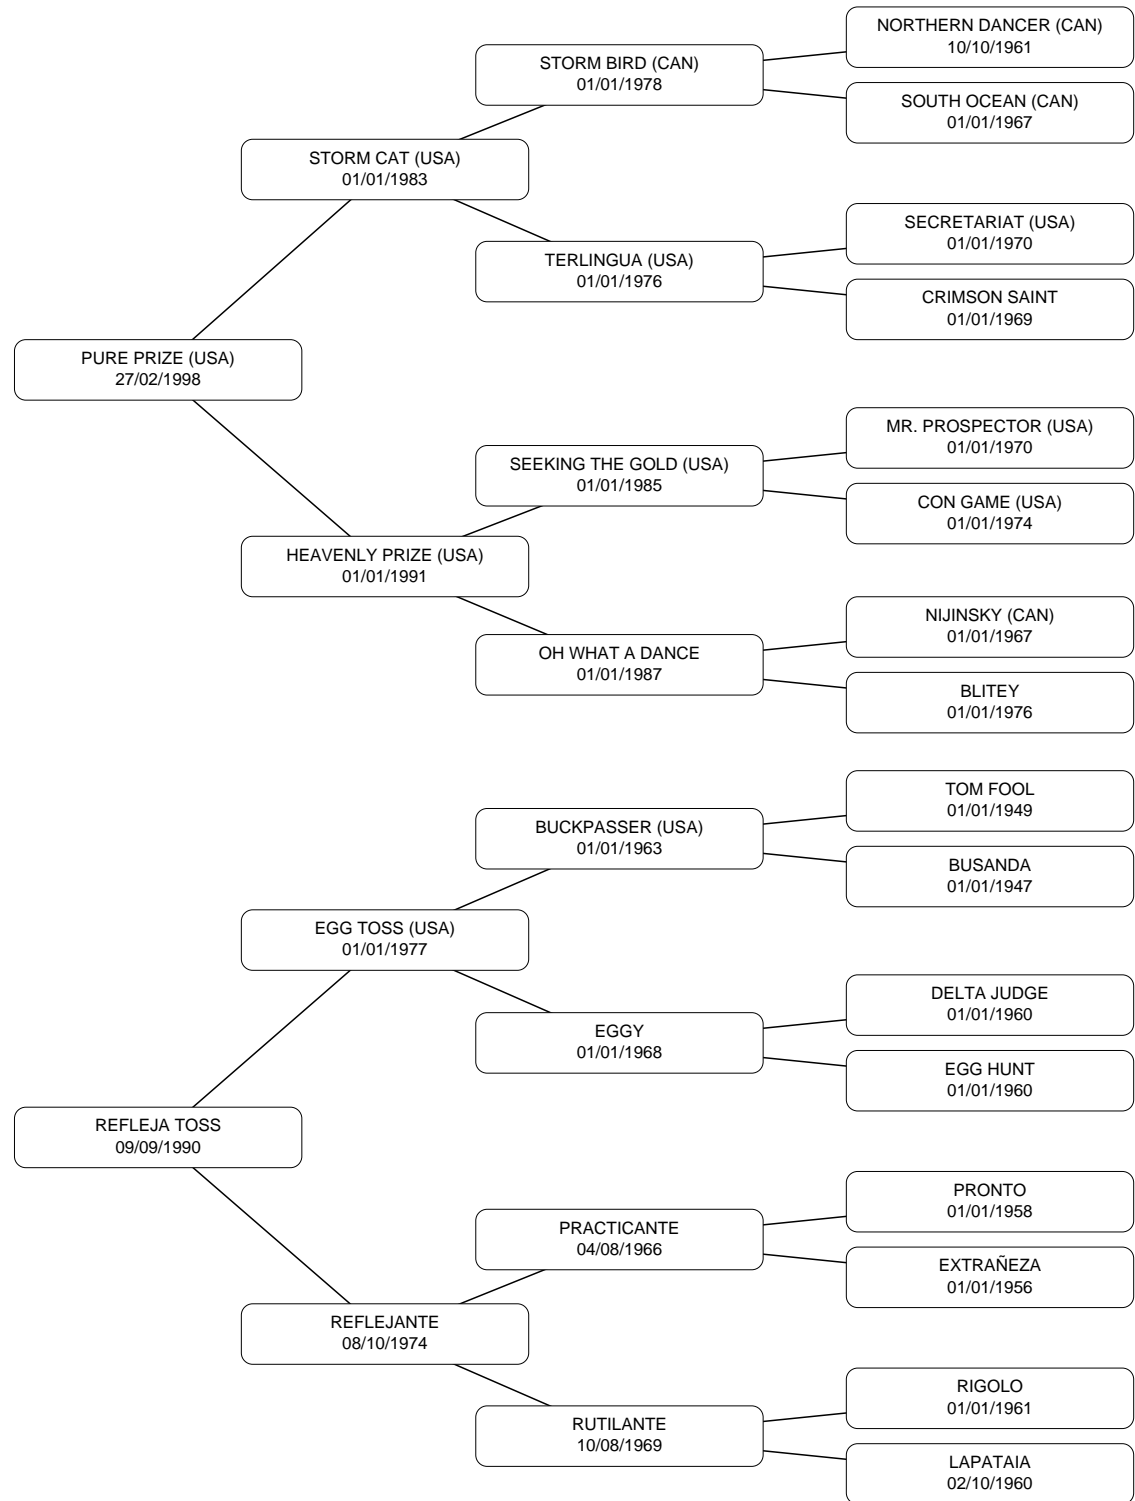 NORTHERN DANCER (CAN)
10/10/1961
STORM BIRD (CAN)
01/01/1978
SOUTH OCEAN (CAN)
01/01/1967
STORM CAT (USA)
01/01/1983
SECRETARIAT (USA)
01/01/1970
TERLINGUA (USA)
01/01/1976
CRIMSON SAINT
01/01/1969
PURE PRIZE (USA)
27/02/1998
MR. PROSPECTOR (USA)
01/01/1970
SEEKING THE GOLD (USA)
01/01/1985
CON GAME (USA)
01/01/1974
HEAVENLY PRIZE (USA)
01/01/1991
NIJINSKY (CAN)
01/01/1967
OH WHAT A DANCE
01/01/1987
BLITEY
01/01/1976
TOM FOOL
01/01/1949
BUCKPASSER (USA)
01/01/1963
BUSANDA
01/01/1947
EGG TOSS (USA)
01/01/1977
DELTA JUDGE
01/01/1960
EGGY
01/01/1968
EGG HUNT
01/01/1960
REFLEJA TOSS
09/09/1990
PRONTO
01/01/1958
PRACTICANTE
04/08/1966
EXTRAÑEZA
01/01/1956
REFLEJANTE
08/10/1974
RIGOLO
01/01/1961
RUTILANTE
10/08/1969
LAPATAIA
02/10/1960